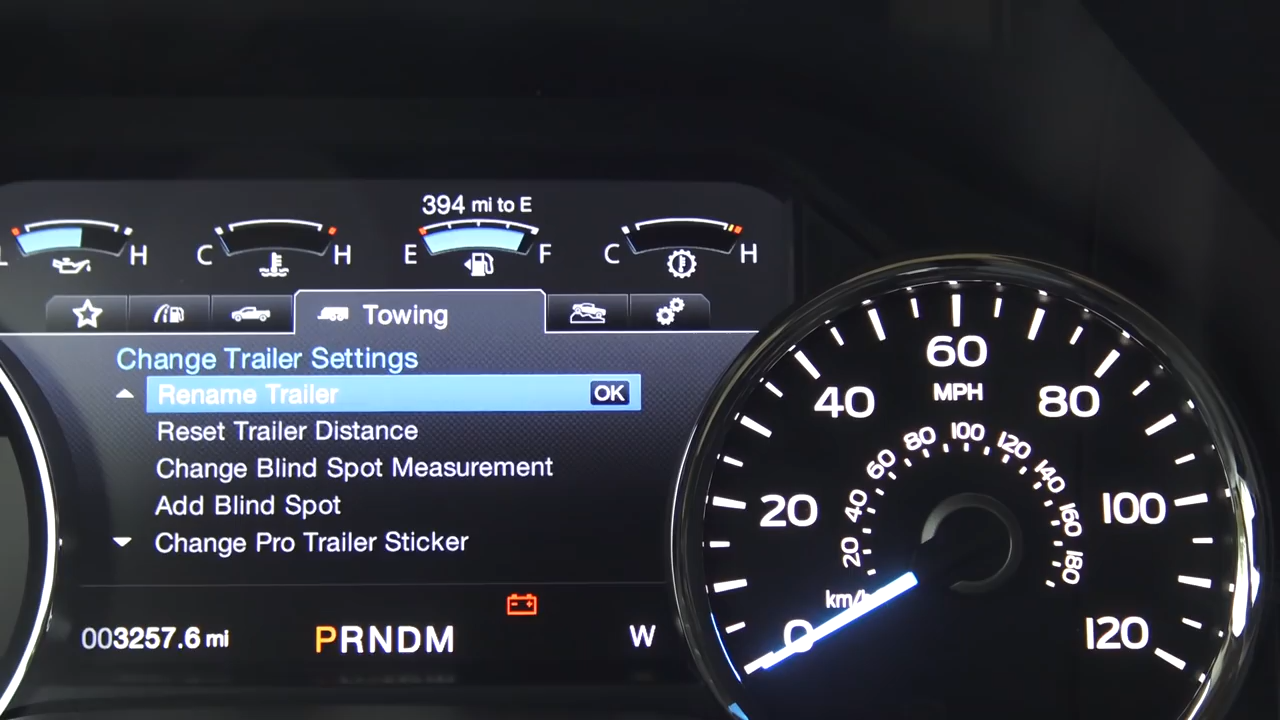 394 mi to E
L H C H E F C H
Towing
Change Trailer Settings
Rename Trailer OK
Reset Trailer Distance
Change Blind Spot Measurement
Add Blind Spot
Change Pro Trailer Sticker
003257.6 mi PRNDM W
0 20 40 60 80 100 120
MPH
20 40 60 80 100 120 140 160 180
km/h